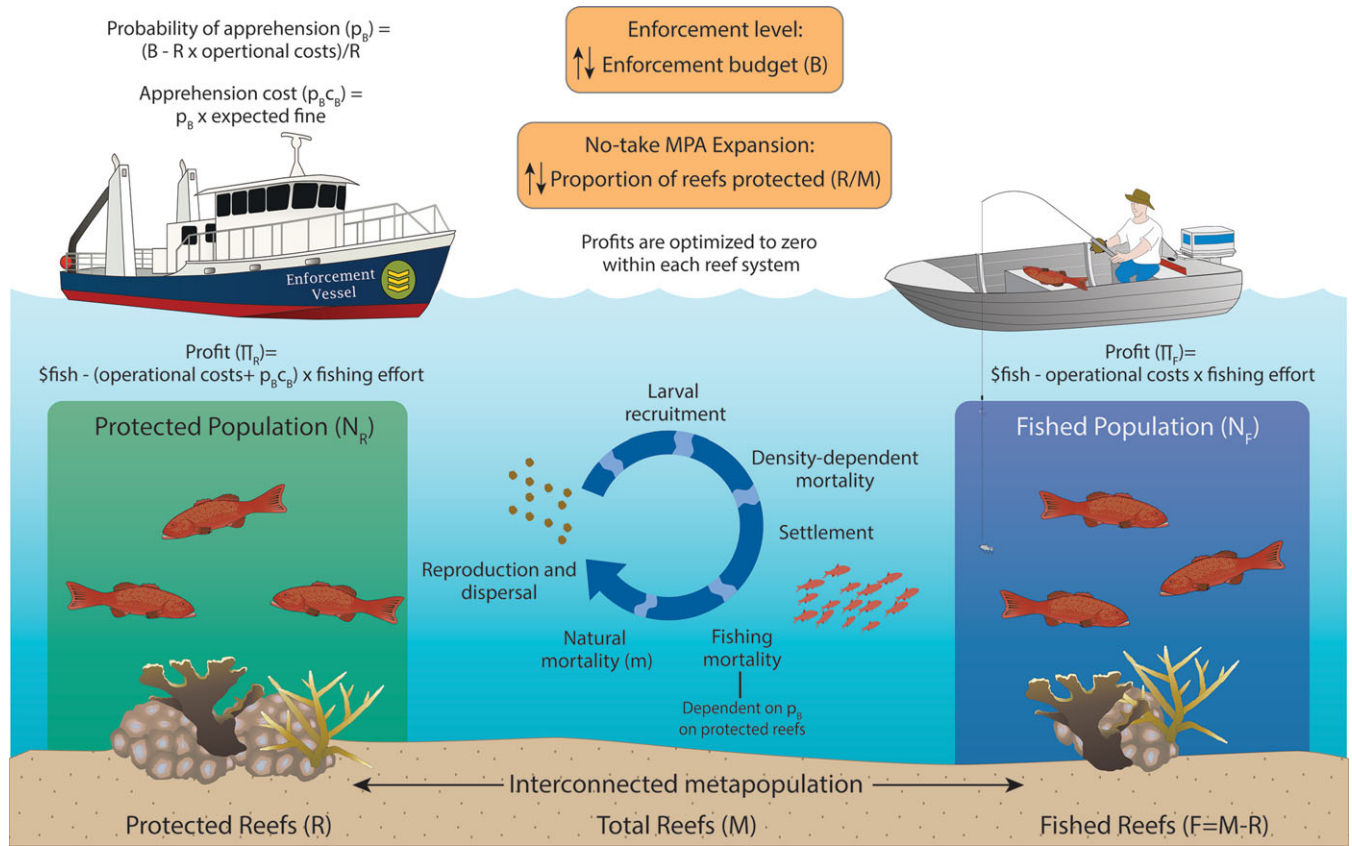 Probability of apprehension (pB) =
(B - R x opertional costs)/R
Apprehension cost (pBcB) =
pB x expected fine
Enforcement level:
↑↓ Enforcement budget (B)
No-take MPA Expansion:
↑↓ Proportion of reefs protected (R/M)
Profits are optimized to zero
within each reef system
Enforcement
Vessel
Profit (∏R)=
$fish - (operational costs+ pBcB) x fishing effort
Profit (∏F)=
$fish - operational costs x fishing effort
Protected Population (NR)
Larval
recruitment
Density-dependent
mortality
Settlement
Fishing
mortality
Dependent on pB
on protected reefs
Natural
mortality (m)
Reproduction and
dispersal
Fished Population (NF)
Interconnected metapopulation
Protected Reefs (R)
Total Reefs (M)
Fished Reefs (F=M-R)